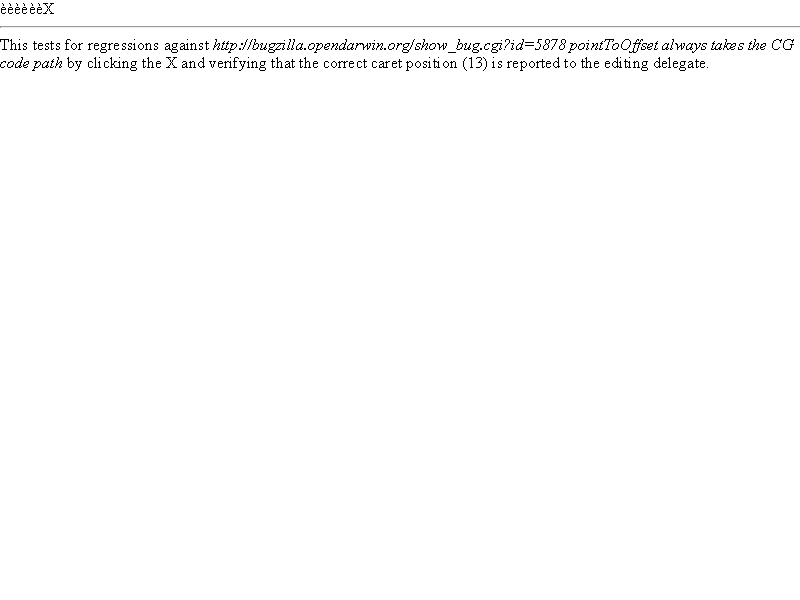 èèèèèèX
This tests for regressions against http://bugzilla.opendarwin.org/show_bug.cgi?id=5878 pointToOffset always takes the CG
code path by clicking the X and verifying that the correct caret position (13) is reported to the editing delegate.